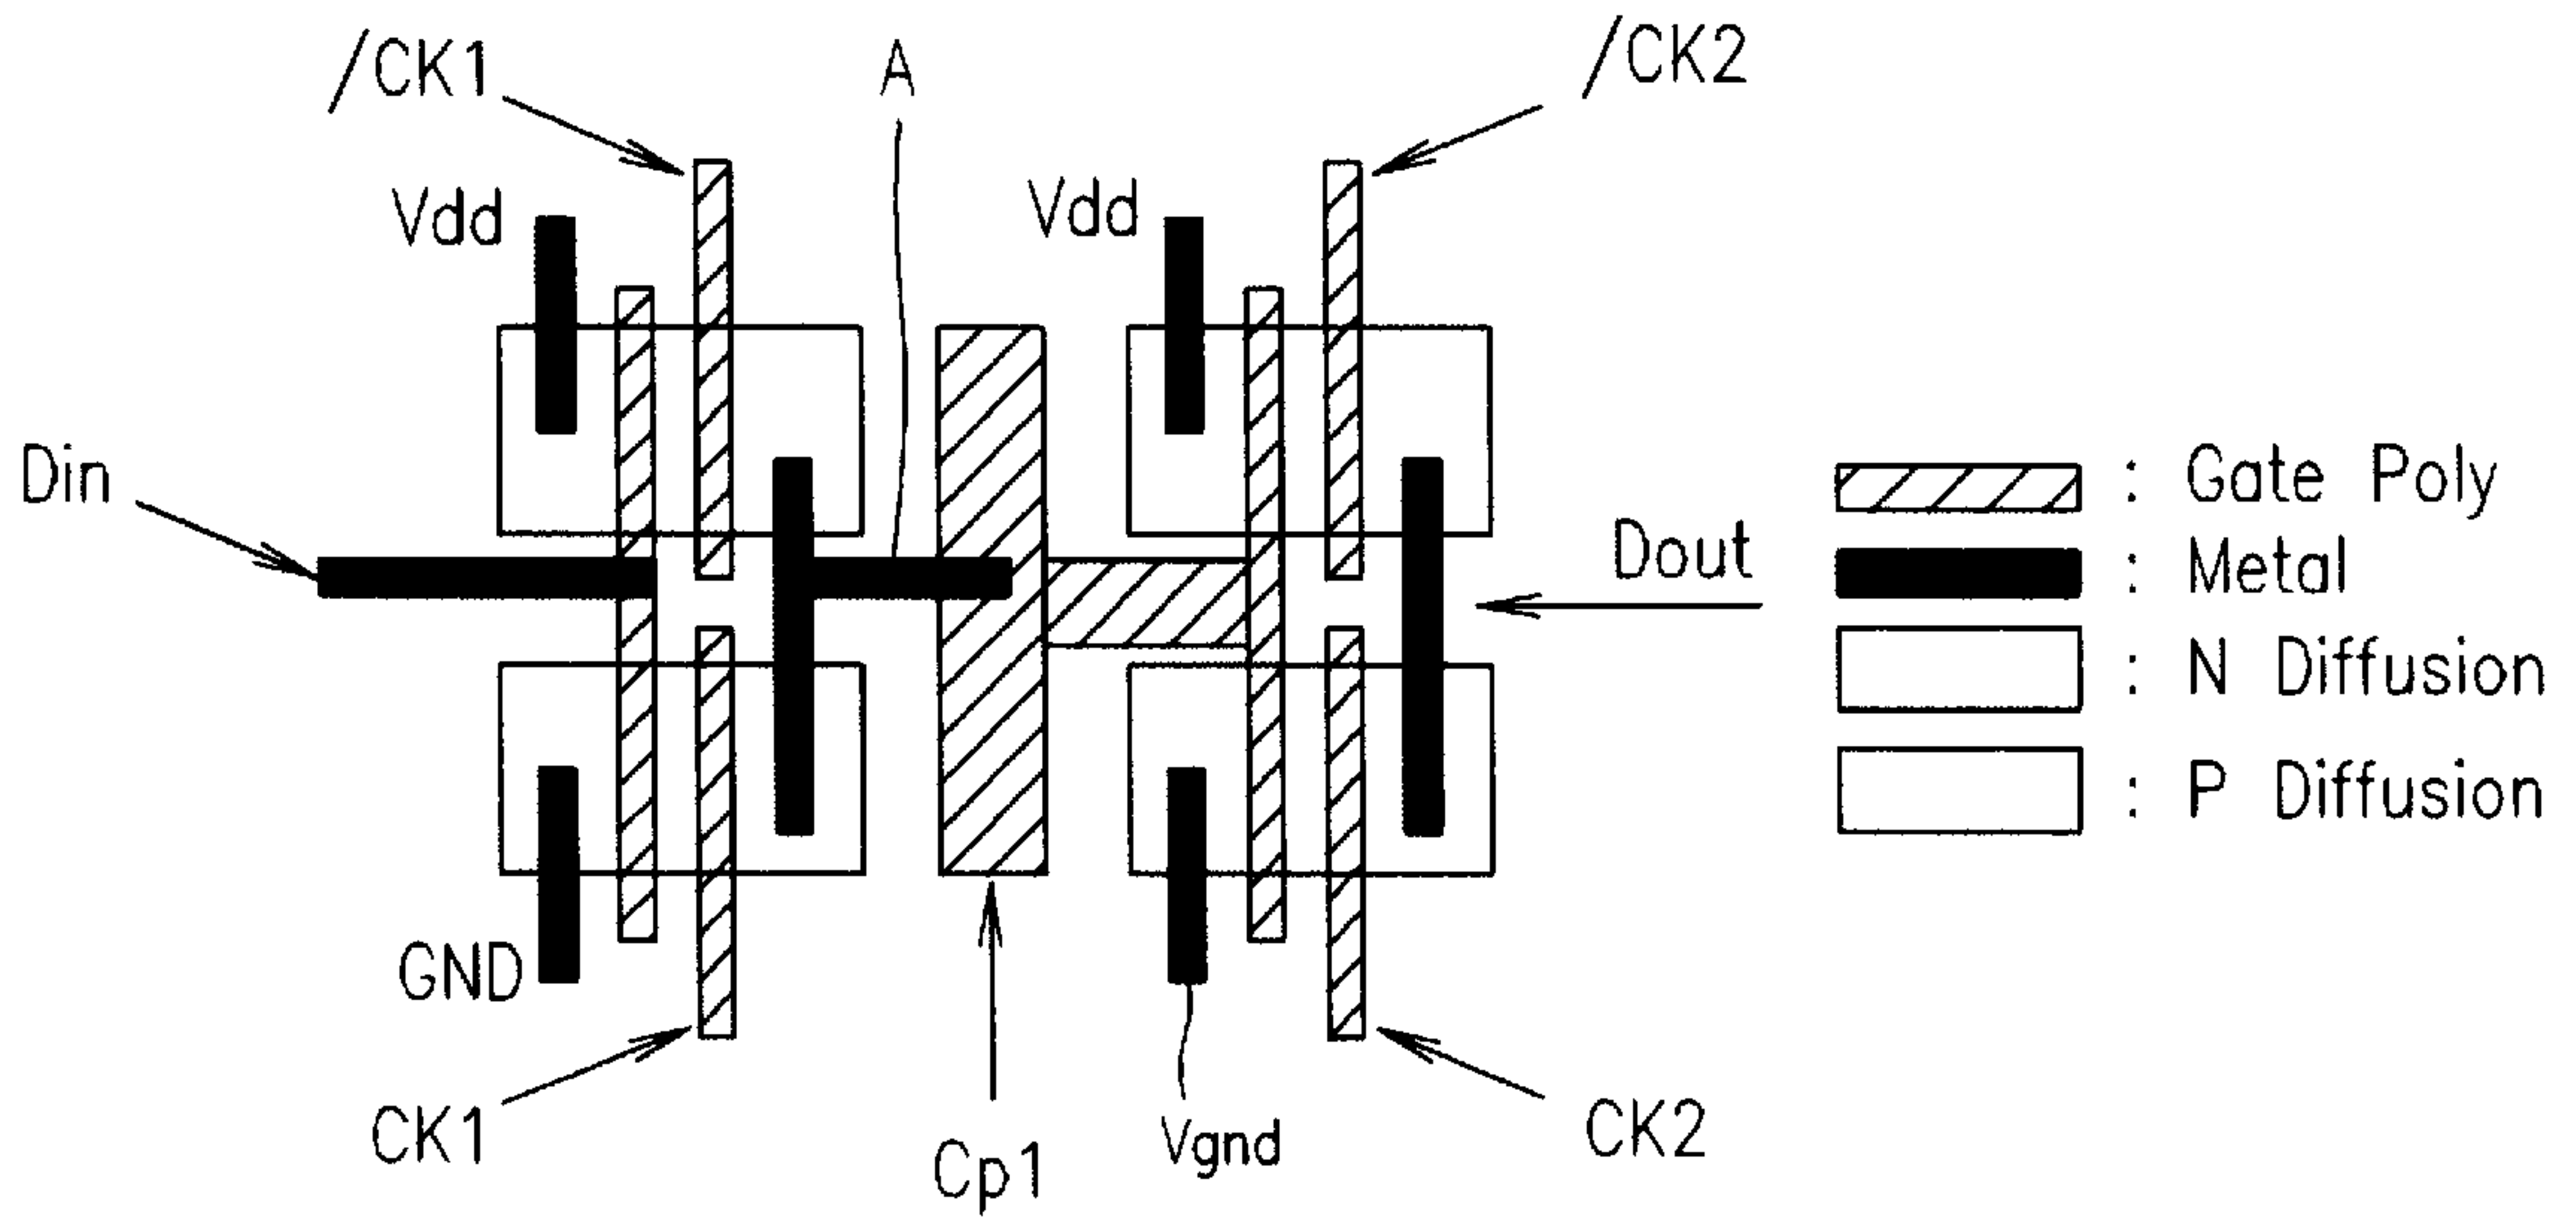 /CK1
A
/CK2
Vdd
Vdd
Din
Dout
: Gate Poly
: Metal
: N Diffusion
: P Diffusion
GND
CK1
Cp1
Vgnd
CK2